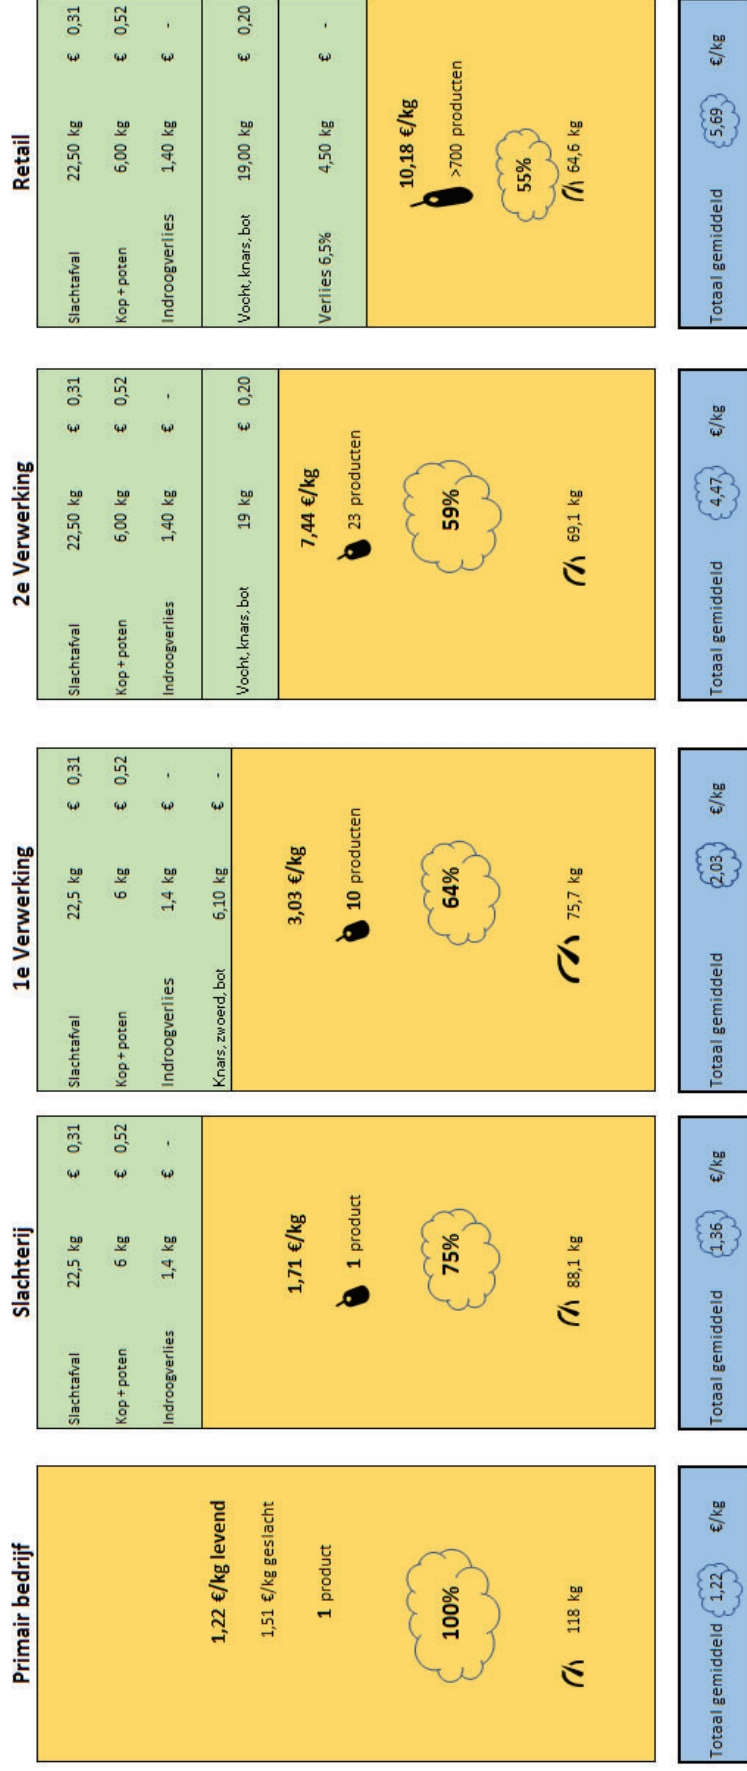 Primair bedrijf
1,22 €/kg levend
1,51 €/kg geslacht
1 product
100%
118 kg
Totaal gemiddeld 1,22 €/kg
Slachterij
Slachtafval 22,5 kg € 0,31
Kop + poten 6 kg € 0,52
Indroogverlies 1,4 kg € -
1,71 €/kg
1 product
75%
88,1 kg
Totaal gemiddeld 1,36 €/kg
1e Verwerking
Slachtafval 22,5 kg € 0,31
Kop + poten 6 kg € 0,52
Indroogverlies 1,4 kg € -
Knars, zwoerd, bot 6,10 kg € -
3,03 €/kg
10 producten
64%
75,7 kg
Totaal gemiddeld 2,03 €/kg
2e Verwerking
Slachtafval 22,50 kg € 0,31
Kop + poten 6,00 kg € 0,52
Indroogverlies 1,40 kg € -
Vocht, knars, bot 19 kg € 0,20
7,44 €/kg
23 producten
59%
69,1 kg
Totaal gemiddeld 4,47 €/kg
Retail
Slachtafval 22,50 kg € 0,31
Kop + poten 6,00 kg € 0,52
Indroogverlies 1,40 kg € -
Vocht, knars, bot 19,00 kg € 0,20
Verlies 6,5% 4,50 kg € -
10,18 €/kg
>700 producten
55%
64,6 kg
Totaal gemiddeld 5,69 €/kg